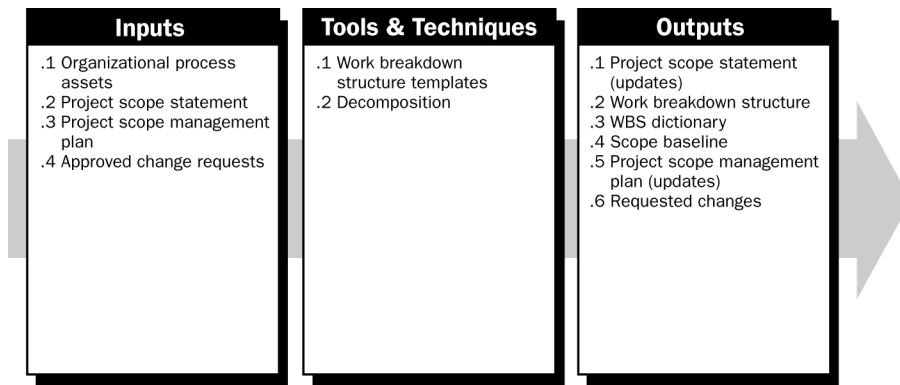 Inputs
.1 Organizational process
assets
.2 Project scope statement
.3 Project scope management
plan
.4 Approved change requests
Tools & Techniques
.1 Work breakdown
structure templates
.2 Decomposition
Outputs
.1 Project scope statement
(updates)
.2 Work breakdown structure
.3 WBS dictionary
.4 Scope baseline
.5 Project scope management
plan (updates)
.6 Requested changes